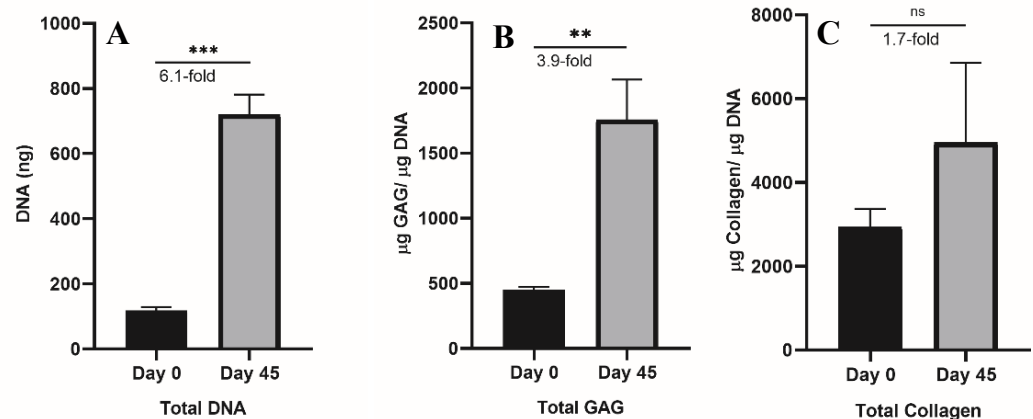 A
1000
800
600
400
200
0
DNA (ng)
***
6.1-fold
Day 0 Day 45
Total DNA
B
2500
2000
1500
1000
500
0
μg GAG/ μg DNA
**
3.9-fold
Day 0 Day 45
Total GAG
C
8000
6000
4000
2000
0
μg Collagen/ μg DNA
ns
1.7-fold
Day 0 Day 45
Total Collagen